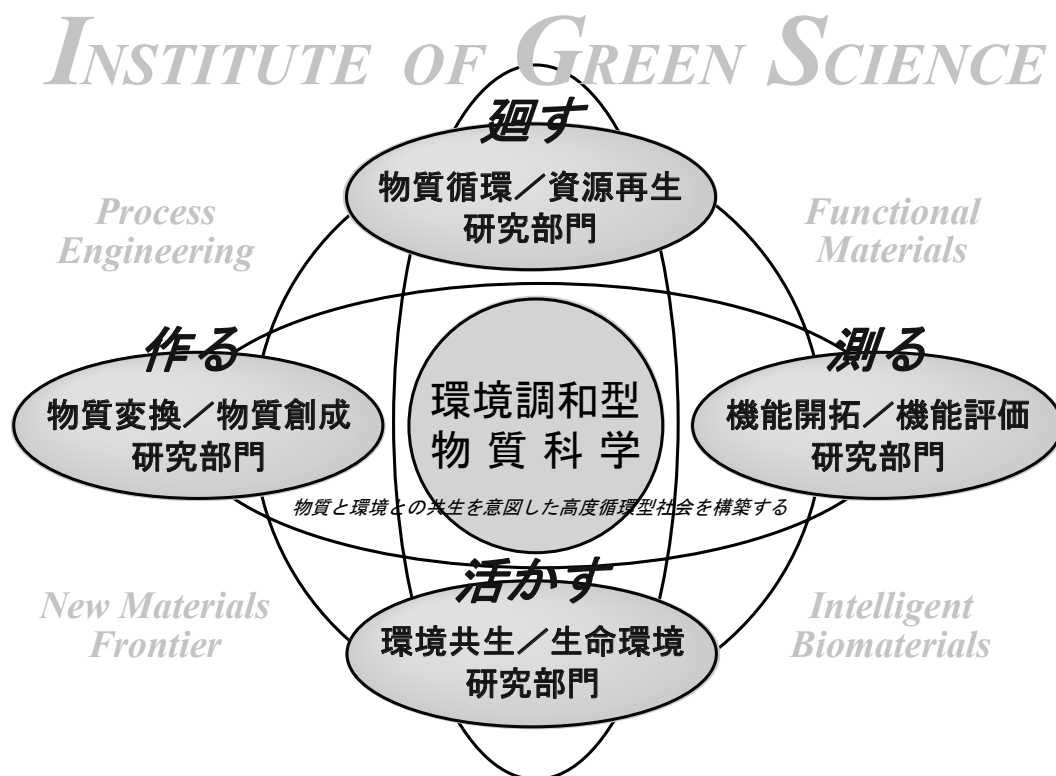 INSTITUTE OF GREEN SCIENCE
廻す
物質循環／資源再生
研究部門
Process
Engineering
Functional
Materials
作る
物質変換／物質創成
研究部門
環境調和型
物質科学
測る
機能開拓／機能評価
研究部門
物質と環境との共生を意図した高度循環型社会を構築する
活かす
環境共生／生命環境
研究部門
New Materials
Frontier
Intelligent
Biomaterials